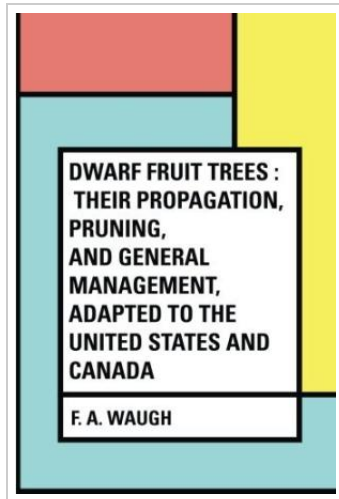 DWARF FRUIT TREES :
THEIR PROPAGATION,
PRUNING,
AND GENERAL
MANAGEMENT,
ADAPTED TO THE
UNITED STATES AND
CANADA
F. A. WAUGH